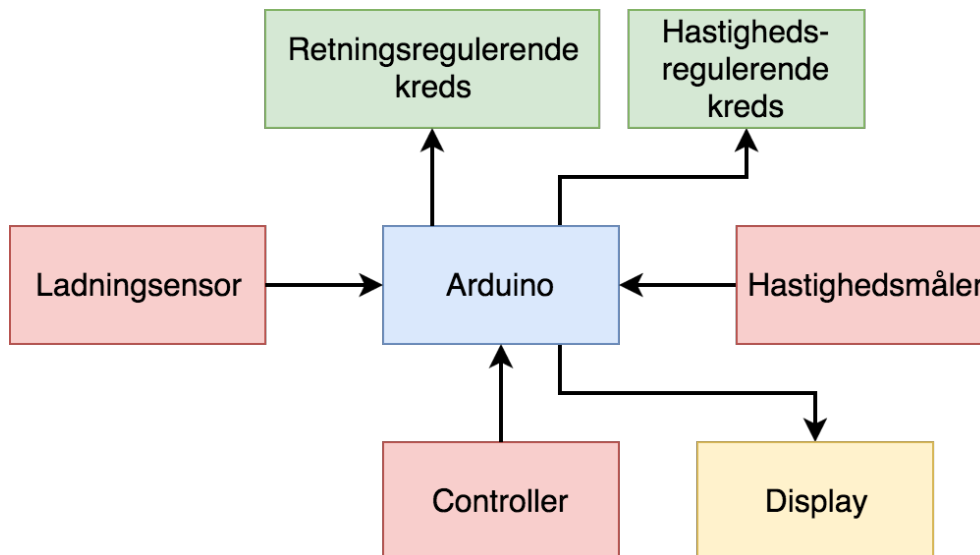 Retningsregulerende
kreds
Hastigheds-
regulerende
kreds
Ladningsensor
Arduino
Hastighedsmåler
Controller
Display